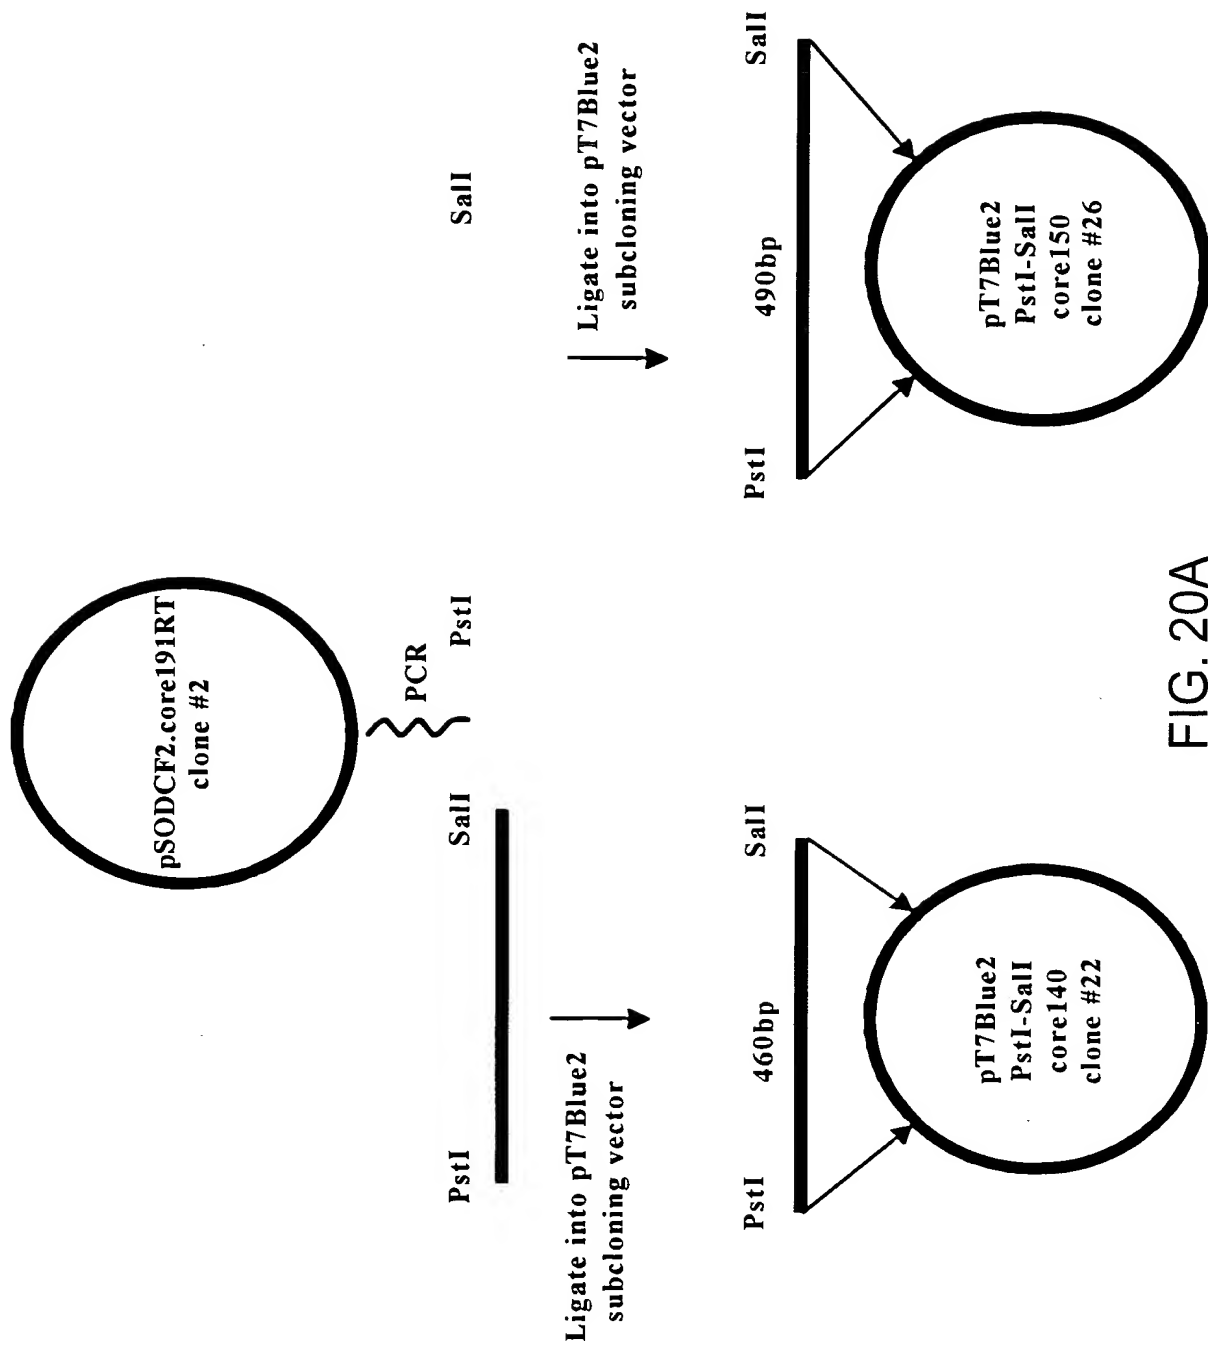 pSODCF2.core191RT
clone #2
PCR
PstI
SalI
PstI
SalI
Ligate into pT7Blue2
subcloning vector
Ligate into pT7Blue2
subcloning vector
PstI
460bp
SalI
pT7Blue2
PstI-SalI
core140
clone #22
PstI
490bp
SalI
pT7Blue2
PstI-SalI
core150
clone #26
FIG. 20A